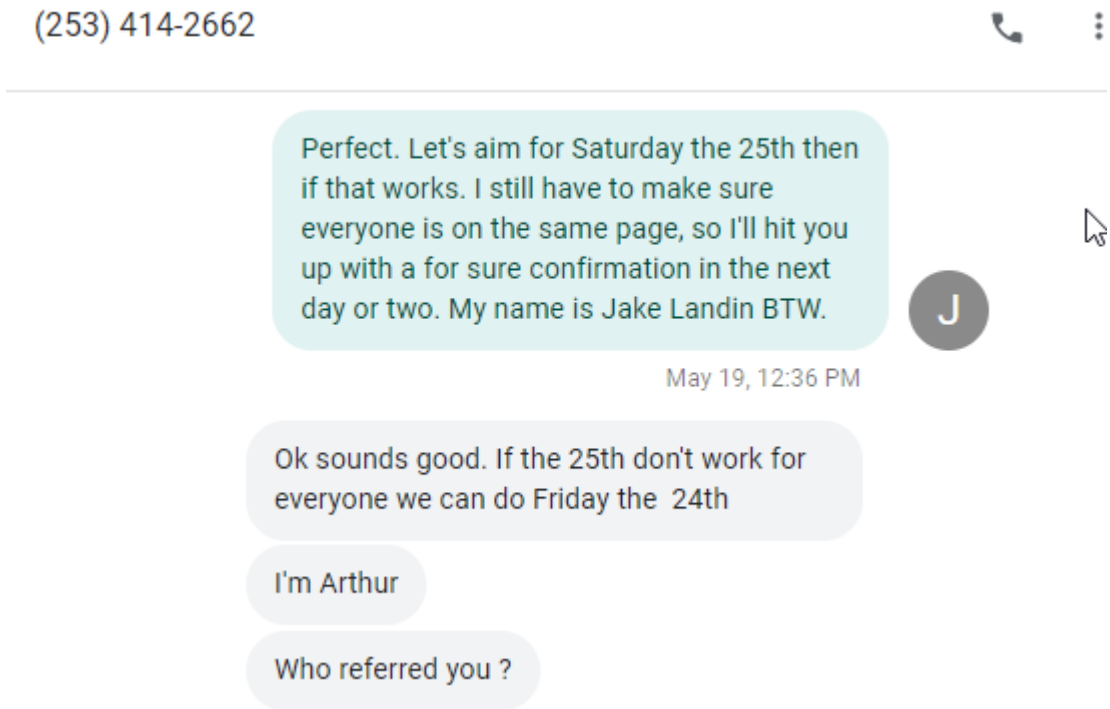 (253) 414-2662
Perfect. Let's aim for Saturday the 25th then
if that works. I still have to make sure
everyone is on the same page, so I'll hit you
up with a for sure confirmation in the next
day or two. My name is Jake Landin BTW.
J
May 19, 12:36 PM
Ok sounds good. If the 25th don't work for
everyone we can do Friday the  24th
I'm Arthur
Who referred you ?